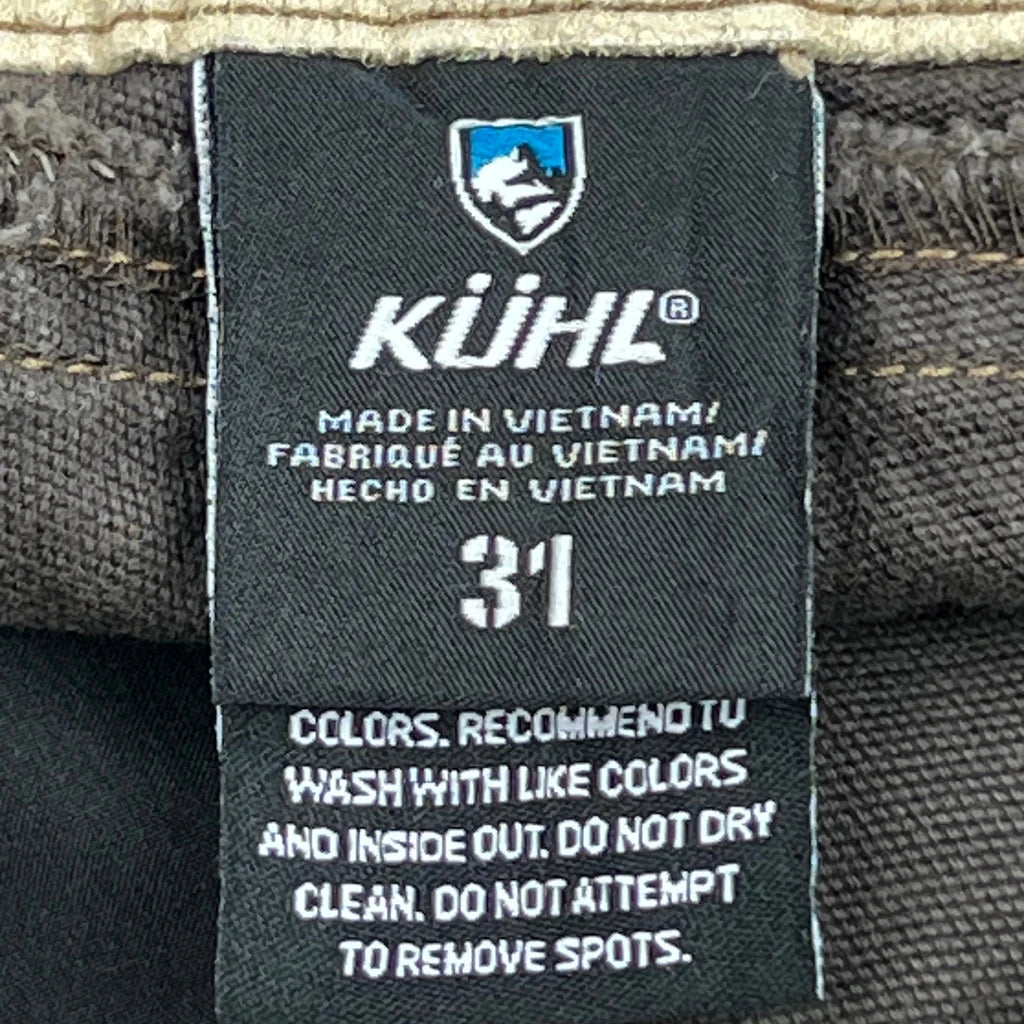 KÜHL®
MADE IN VIETNAM/
FABRIQUÉ AU VIETNAM/
HECHO EN VIETNAM
31
COLORS. RECOMMEND TO
WASH WITH LIKE COLORS
AND INSIDE OUT. DO NOT DRY
CLEAN. DO NOT ATTEMPT
TO REMOVE SPOTS.